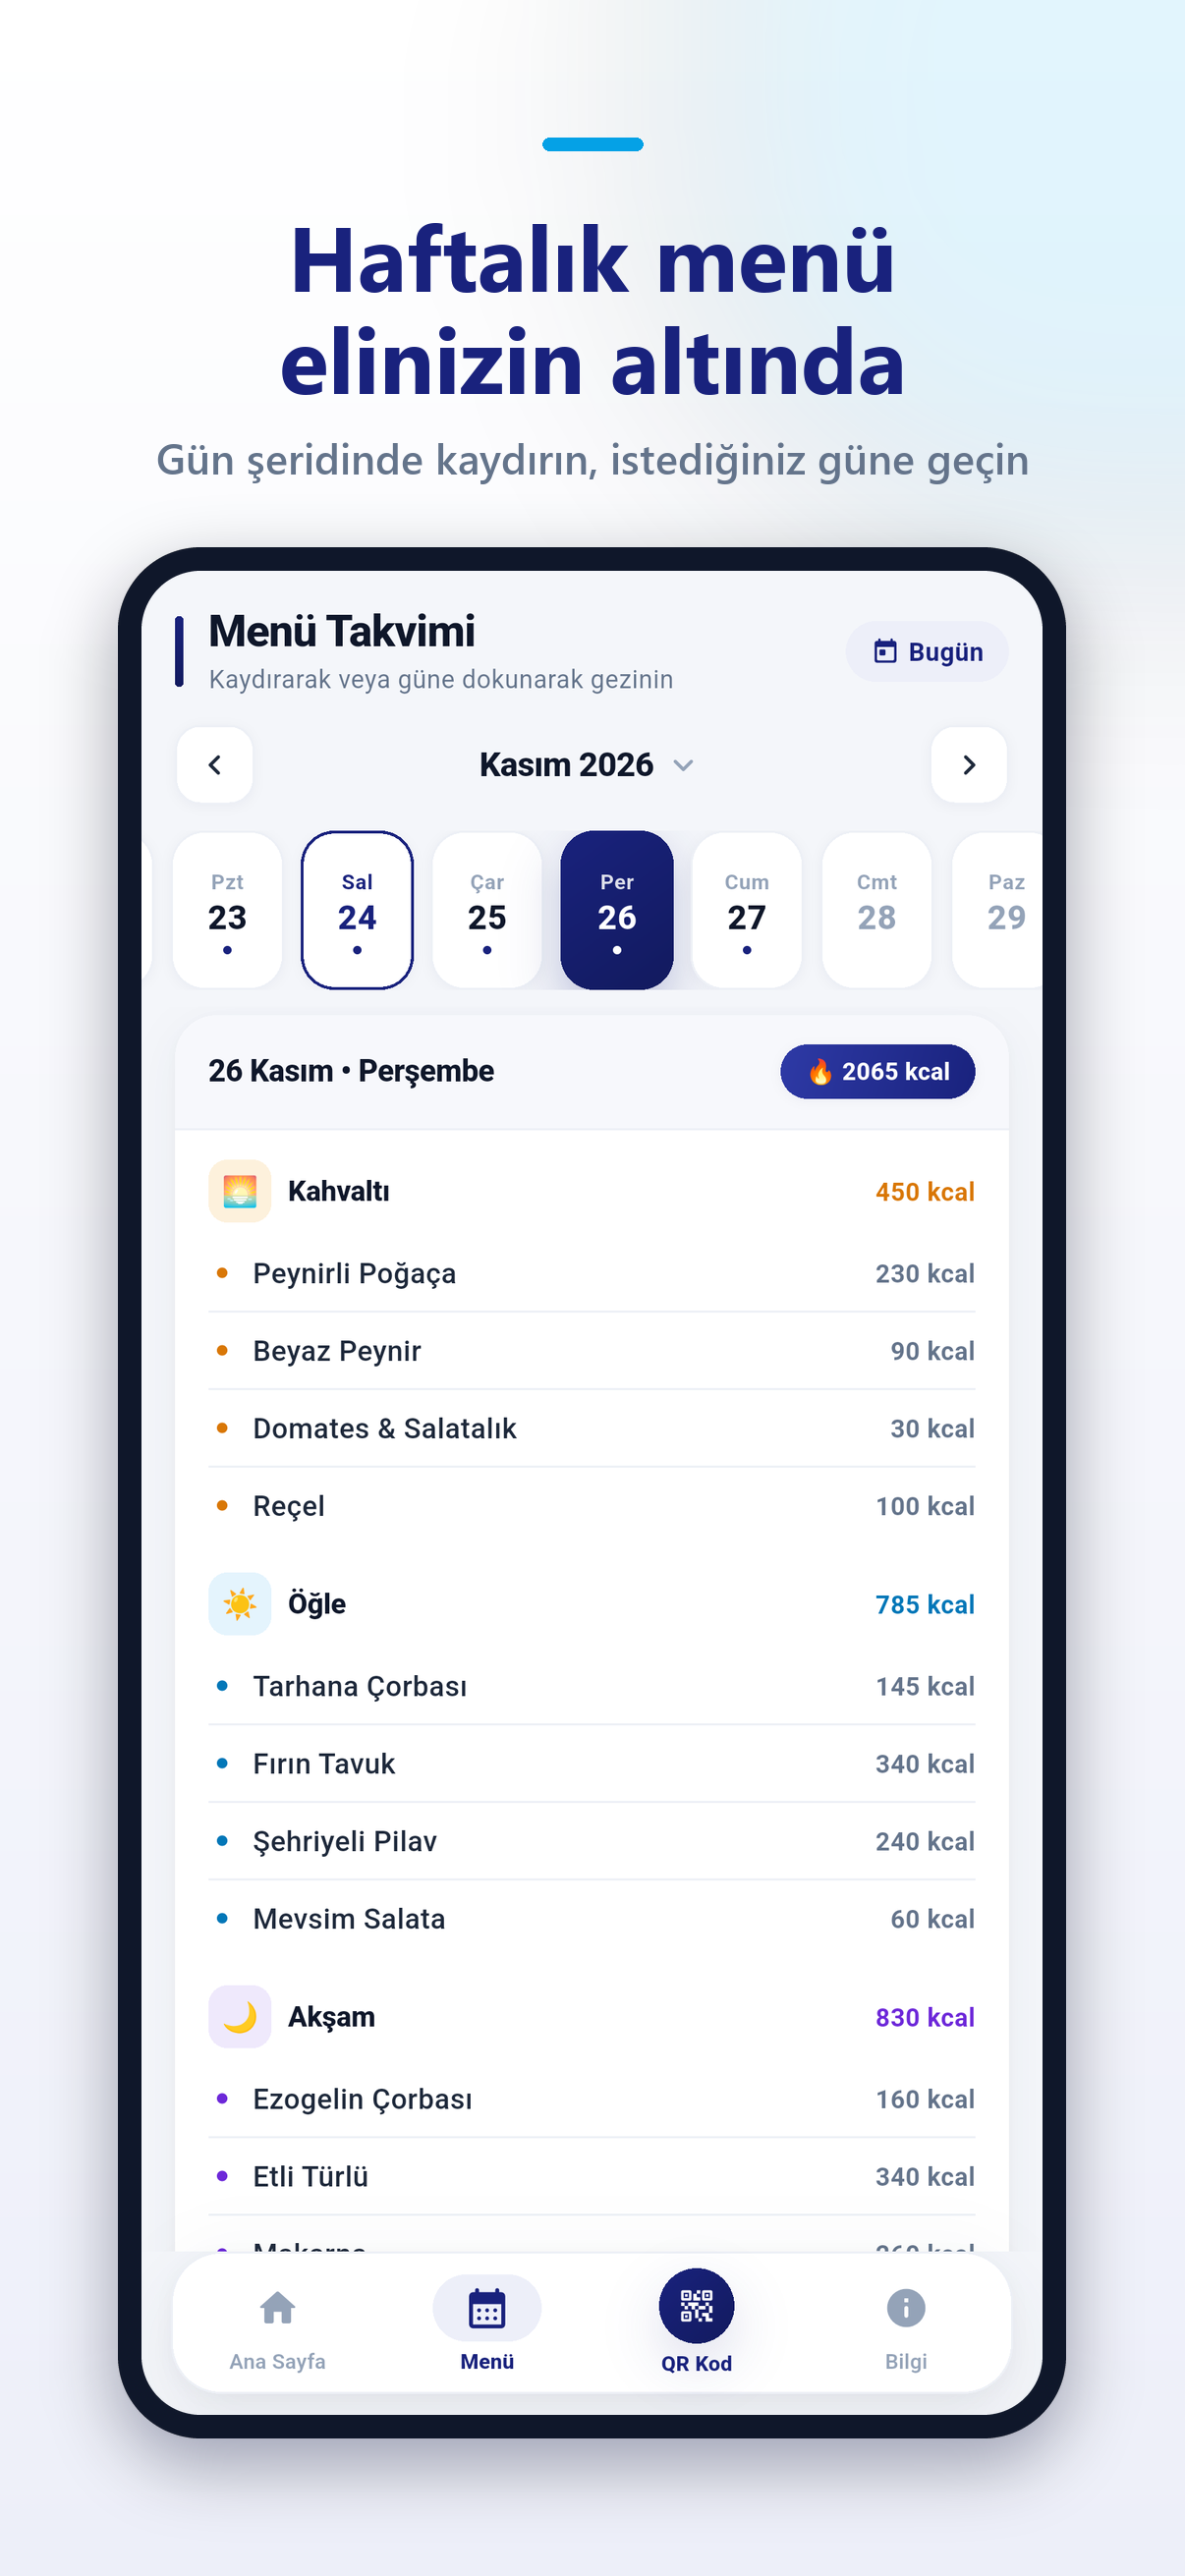 Haftalık menü
elinizin altında
Gün şeridinde kaydırın, istediğiniz güne geçin
Menü Takvimi
Kaydırarak veya güne dokunarak gezinin
Bugün
Kasım 2026
Pzt Sal Çar Per Cum Cmt Paz
23 24 25 26 27 28 29
26 Kasım • Perşembe 🔥 2065 kcal
Kahvaltı 450 kcal
Peynirli Poğaça 230 kcal
Beyaz Peynir 90 kcal
Domates & Salatalık 30 kcal
Reçel 100 kcal
Öğle 785 kcal
Tarhana Çorbası 145 kcal
Fırın Tavuk 340 kcal
Şehriyeli Pilav 240 kcal
Mevsim Salata 60 kcal
Akşam 830 kcal
Ezogelin Çorbası 160 kcal
Etli Türlü 340 kcal
Ana Sayfa Menü QR Kod Bilgi